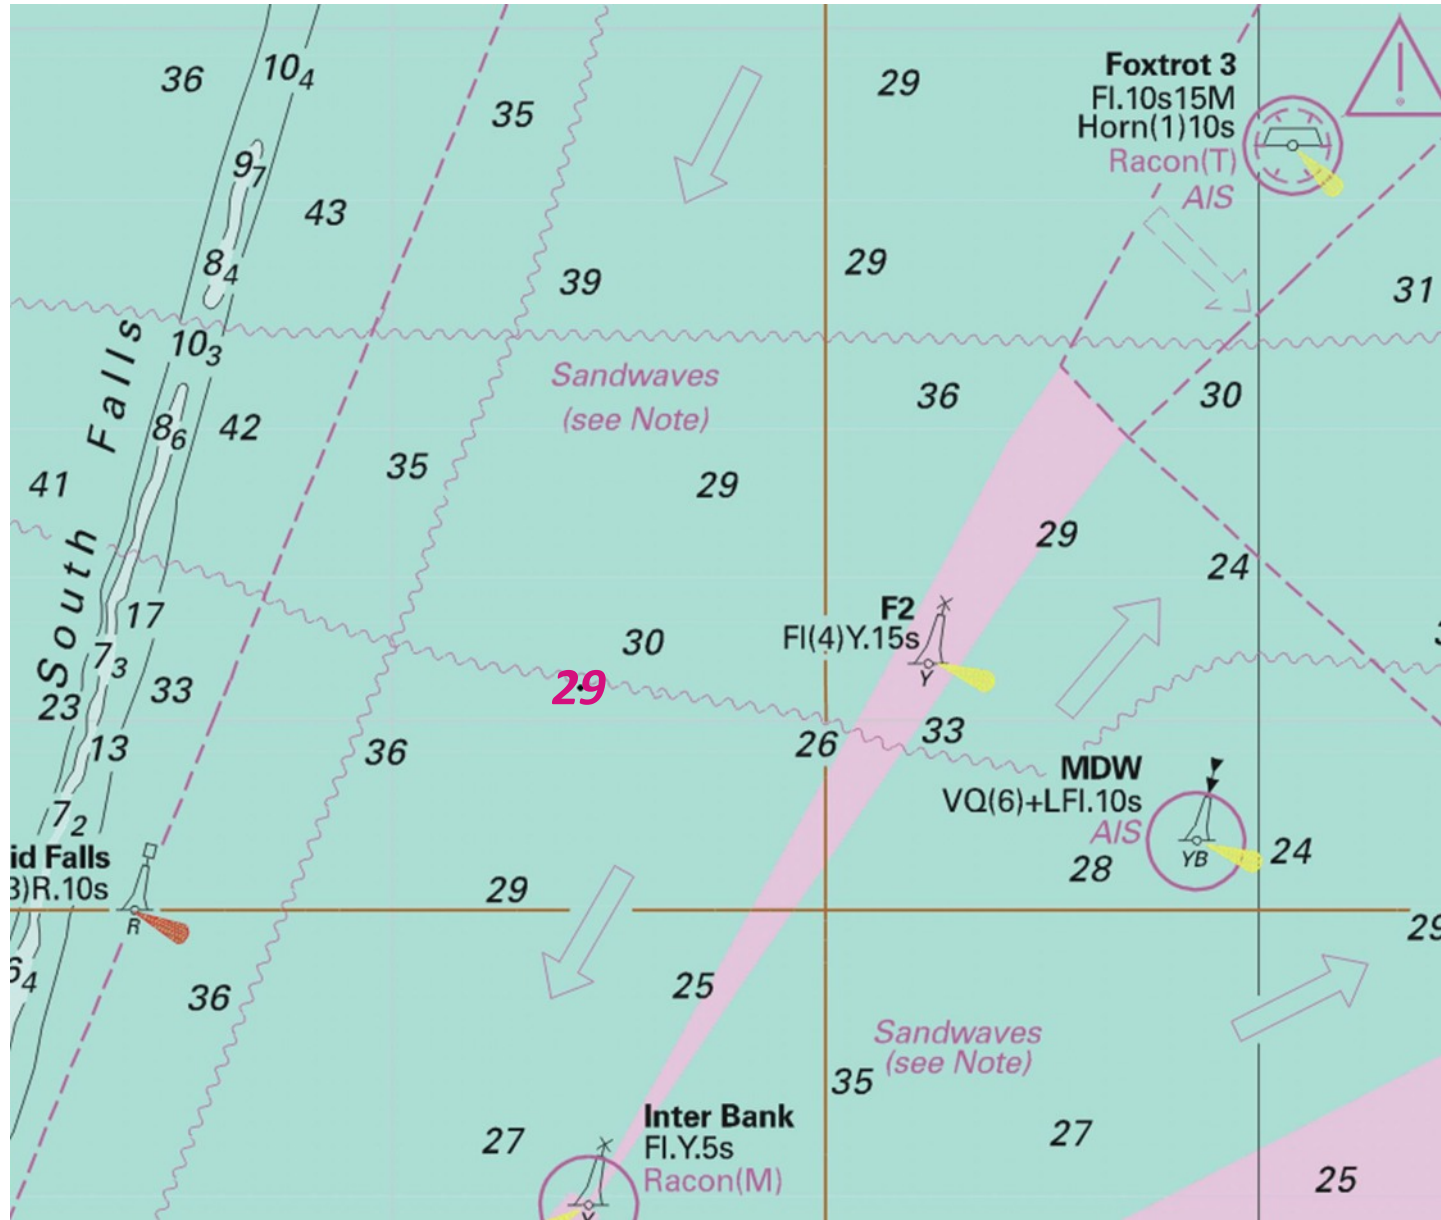 36
10₄
35
29
Foxtrot 3
Fl.10s15M
Horn(1)10s
Racon(T)
AIS
9₇
43
8₄
39
29
31
10₃
Sandwaves
(see Note)
36
30
8₆
42
35
29
41
South Falls
29
24
17
F2
Fl(4)Y.15s
Y
30
7₃
33
29
23
33
13
36
26
MDW
VQ(6)+LFl.10s
AIS
YB
7₂
id Falls
3)R.10s
R
29
28
24
29
6₄
36
25
Sandwaves
(see Note)
35
27
Inter Bank
Fl.Y.5s
Racon(M)
27
25